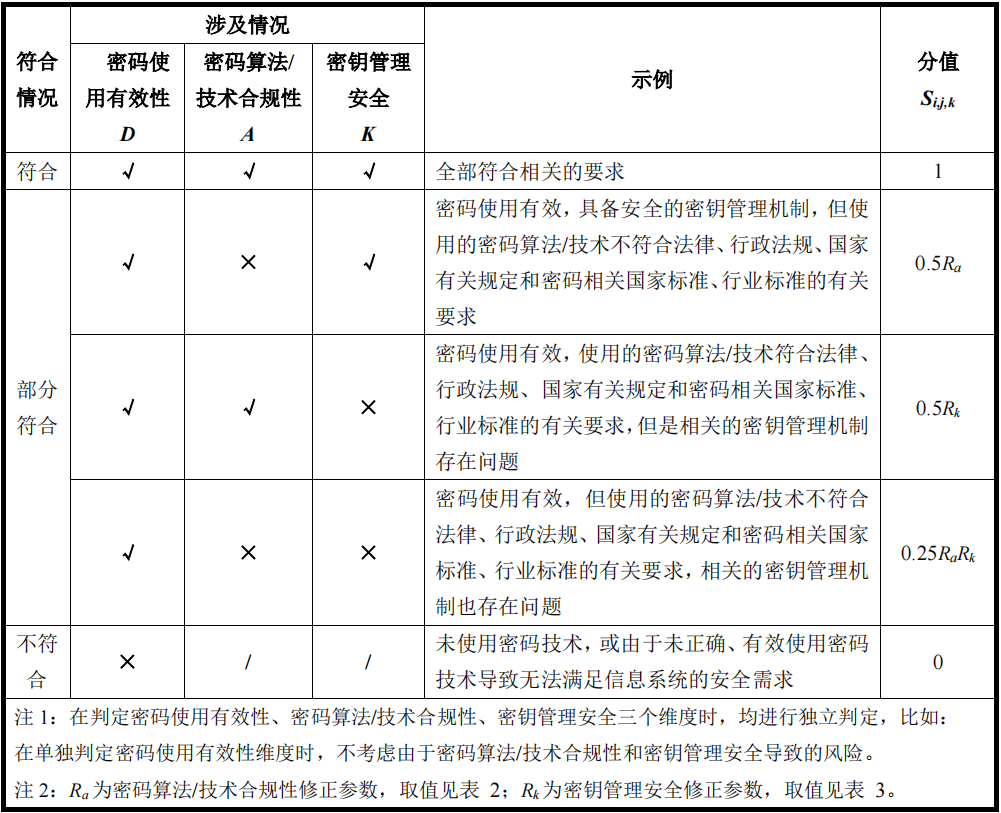 符合
情况
涉及情况
密码使
用有效性
D
密码算法/
技术合规性
A
密钥管理
安全
K
示例
分值
Si,j,k
符合
√
√
√
全部符合相关的要求
1
部分
符合
√
×
√
密码使用有效,具备安全的密钥管理机制,但使
用的密码算法/技术不符合法律、行政法规、国家
有关规定和密码相关国家标准、行业标准的有关
要求
0.5Ra
√
√
×
密码使用有效,使用的密码算法/技术符合法律、
行政法规、国家有关规定和密码相关国家标准、
行业标准的有关要求,但是相关的密钥管理机制
存在问题
0.5Rk
√
×
×
密码使用有效,但使用的密码算法/技术不符合
法律、行政法规、国家有关规定和密码相关国家
标准、行业标准的有关要求,相关的密钥管理机
制也存在问题
0.25RaRk
不符
合
×
/
/
未使用密码技术,或由于未正确、有效使用密码
技术导致无法满足信息系统的安全需求
0
注 1:在判定密码使用有效性、密码算法/技术合规性、密钥管理安全三个维度时,均进行独立判定,比如:
在单独判定密码使用有效性维度时,不考虑由于密码算法/技术合规性和密钥管理安全导致的风险。
注 2:Ra为密码算法/技术合规性修正参数,取值见表 2;Rk为密钥管理安全修正参数,取值见表 3。